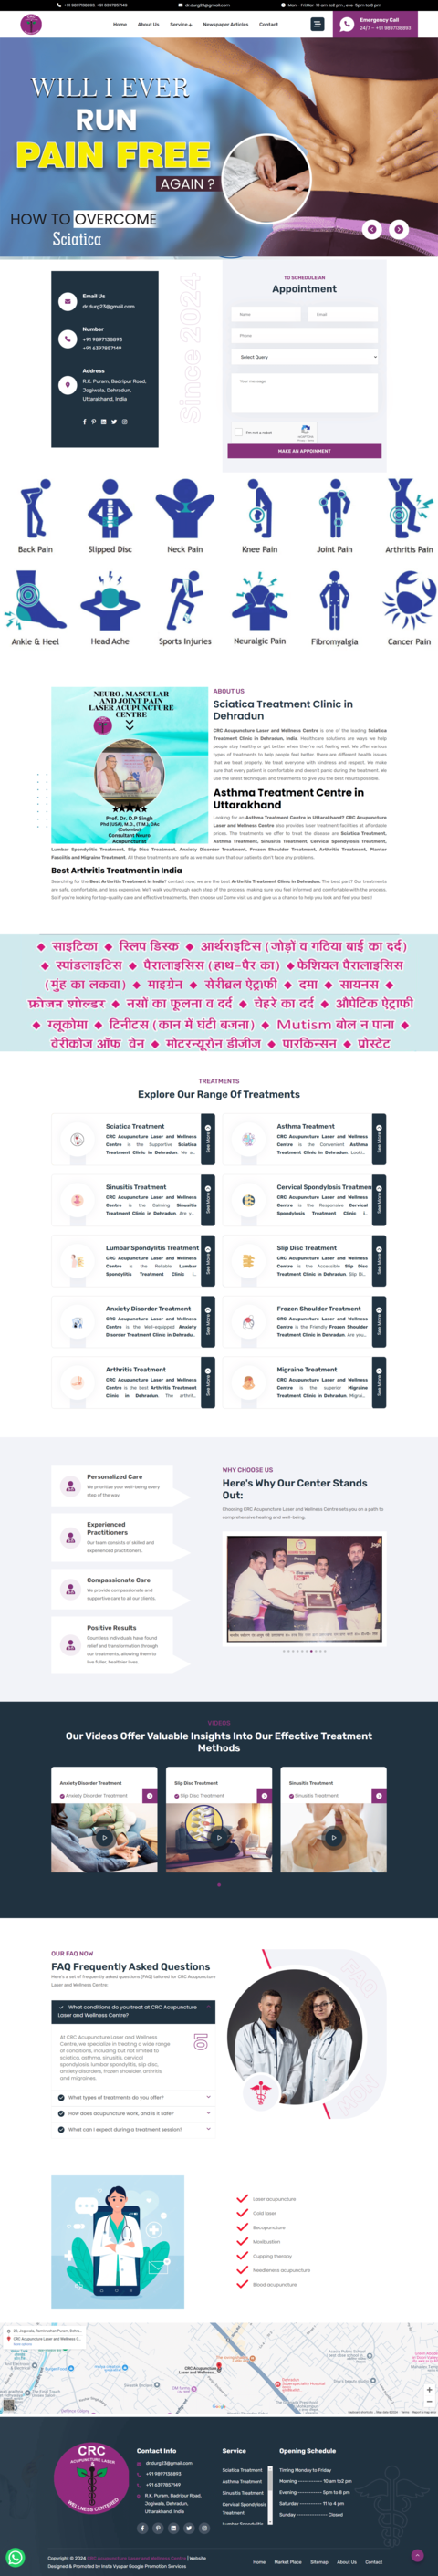 +91 9897138893 +91 6397857149
dr.durg23@gmail.com
Home
About Us
Service
Newspaper Articles
Contact
Emergency Call
24/7 - +91 9897138893
WILL I EVER
RUN
PAIN FREE
AGAIN ?
HOW TO OVERCOME
Sciatica
Email Us
dr.durg23@gmail.com
Number
+91 9897138893
+91 6397857149
Address
R.K. Puram, Badripur Road,
Jogiwala, Dehradun,
Uttarakhand, India
Since 2024
TO SCHEDULE AN
Appointment
Name
Email
Phone
Select Query
Your message
I'm not a robot
MAKE AN APPOINTMENT
Back Pain
Slipped Disc
Neck Pain
Knee Pain
Joint Pain
Arthritis Pain
Ankle & Heel
Head Ache
Sports Injuries
Neuralgic Pain
Fibromyalgia
Cancer Pain
NEURO , MASCULAR
AND JOINT PAIN
LASER ACUPUNCTURE
CENTRE
Prof. Dr. D.P Singh
(Colombo)
Consultant Neuro
Acupuncturist
ABOUT US
Sciatica Treatment Clinic in
Dehradun
CRC Acupuncture Laser and Wellness Centre is one of the leading Sciatica
Treatment Clinic in Dehradun, India. Healthcare solutions are ways we help
people stay healthy or get better when they're not feeling well. We offer various
types of treatments to help people feel better. there are different health issues
that we treat properly. We treat everyone with kindness and respect. We make
sure that every patient is comfortable and doesn't panic during the treatment. We
use the latest techniques and treatments to give you the best results possible.
Asthma Treatment Centre in
Uttarakhand
Looking for an Asthma Treatment Centre in Uttarakhand? CRC Acupuncture
Laser and Wellness Centre also provides laser treatment facilities at affordable
prices. The treatments we offer to treat the disease are Sciatica Treatment,
Asthma Treatment, Sinusitis Treatment, Cervical Spondylosis Treatment,
Lumbar Spondylitis Treatment, Slip Disc Treatment, Anxiety Disorder Treatment, Frozen Shoulder Treatment, Arthritis Treatment, Planter
Fasciitis and Migraine Treatment. All these treatments are safe as we make sure that our patients don't face any problems.
Best Arthritis Treatment in India
Searching for the Best Arthritis Treatment in India? contact now, we are the best Arthritis Treatment Clinic in Dehradun. The best part? Our treatments
are safe, comfortable, and less expensive. We'll walk you through each step of the process, making sure you feel informed and comfortable with the process.
So if you're looking for top-quality care and effective treatments, then choose us! Come visit us and give us a chance to help you look and feel your best!
◆ साइटिका ◆ स्लिप डिस्क ◆ आर्थराइटिस (जोड़ों व गठिया बाई का दर्द)
◆ स्पांडलाइटिस ◆ पैरालाइसिस (हाथ-पैर का) ◆ फेशियल पैरालाइसिस
(मुंह का लकवा) ◆ माइग्रेन ◆ सेरीब्रल ऐट्राफी ◆ दमा ◆ सायनस ◆
फ्रोजन शोल्डर ◆ नसों का फूलना व दर्द ◆ चेहरे का दर्द ◆ औपेटिक ऐट्राफी
◆ ग्लूकोमा ◆ टिनीटस (कान में घंटी बजना) ◆ Mutism बोल न पाना ◆
वेरीकोज ऑफ वेन ◆ मोटरन्यूरोन डीजीज ◆ पारकिन्सन ◆ प्रोस्टेट
TREATMENTS
Explore Our Range Of Treatments
Sciatica Treatment
CRC Acupuncture Laser and Wellness
Centre is the Supportive Sciatica
Treatment Clinic in Dehradun. We a...
See More
Asthma Treatment
CRC Acupuncture Laser and Wellness
Centre is the Convenient Asthma
Treatment Clinic in Dehradun. Looki...
See More
Sinusitis Treatment
CRC Acupuncture Laser and Wellness
Centre is the Calming Sinusitis
Treatment Clinic in Dehradun. Are y...
See More
Cervical Spondylosis Treatment
CRC Acupuncture Laser and Wellness
Centre is the Responsive Cervical
Spondylosis Treatment Clinic i...
See More
Lumbar Spondylitis Treatment
CRC Acupuncture Laser and Wellness
Centre is the Reliable Lumbar
Spondylitis Treatment Clinic i...
See More
Slip Disc Treatment
CRC Acupuncture Laser and Wellness
Centre is the Accessible Slip Disc
Treatment Clinic in Dehradun. Slip D...
See More
Anxiety Disorder Treatment
CRC Acupuncture Laser and Wellness
Centre is the Well-equipped Anxiety
Disorder Treatment Clinic in Dehradu...
See More
Frozen Shoulder Treatment
CRC Acupuncture Laser and Wellness
Centre is the Friendly Frozen Shoulder
Treatment Clinic in Dehradun. Are you...
See More
Arthritis Treatment
CRC Acupuncture Laser and Wellness
Centre is the best Arthritis Treatment
Clinic in Dehradun. The arthrit...
See More
Migraine Treatment
CRC Acupuncture Laser and Wellness
Centre is the superior Migraine
Treatment Clinic in Dehradun. Migrai...
See More
Personalized Care
We prioritize your well-being every
step of the way.
Experienced
Practitioners
Our team consists of skilled and
experienced practitioners.
Compassionate Care
We provide compassionate and
supportive care to all our clients.
Positive Results
Countless individuals have found
relief and transformation through
our treatments, allowing them to
live fuller, healthier lives.
WHY CHOOSE US
Here's Why Our Center Stands
Out:
Choosing CRC Acupuncture Laser and Wellness Centre sets you on a path to
comprehensive healing and well-being.
VIDEOS
Our Videos Offer Valuable Insights Into Our Effective Treatment
Methods
Anxiety Disorder Treatment
Anxiety Disorder Treatment
Slip Disc Treatment
Slip Disc Treatment
Sinusitis Treatment
Sinusitis Treatment
OUR FAQ NOW
FAQ Frequently Asked Questions
Here's a set of frequently asked questions (FAQ) tailored for CRC Acupuncture
Laser and Wellness Centre:
What conditions do you treat at CRC Acupuncture
Laser and Wellness Centre?
At CRC Acupuncture Laser and Wellness
Centre, we specialize in treating a wide range
of conditions, including but not limited to
sciatica, asthma, sinusitis, cervical
spondylosis, lumbar spondylitis, slip disc,
anxiety disorders, frozen shoulder, arthritis,
and migraines.
What types of treatments do you offer?
How does acupuncture work, and is it safe?
What can I expect during a treatment session?
Laser acupuncture
Cold laser
Electropuncture
Moxibustion
Cupping therapy
Needleless acupuncture
Blood acupuncture
CRC
ACUPUNCTURE LASER
WELLNESS CENTERED
Contact Info
dr.durg23@gmail.com
+91 9897138893
+91 6397857149
R.K. Puram, Badripur Road,
Jogiwala, Dehradun,
Uttarakhand, India
Service
Sciatica Treatment
Asthma Treatment
Sinusitis Treatment
Cervical Spondylosis
Treatment
Lumbar Spondylitis
Opening Schedule
Timing Monday to Friday
Morning 10 am to2 pm
Evening 5pm to 8 pm
Saturday 11 to 4 pm
Sunday Closed
Copyright © 2024 CRC Acupuncture Laser and Wellness Centre | Website
Designed & Promoted by Insta Vyapar Google Promotion Services
Home
Market Place
Sitemap
About Us
Contact